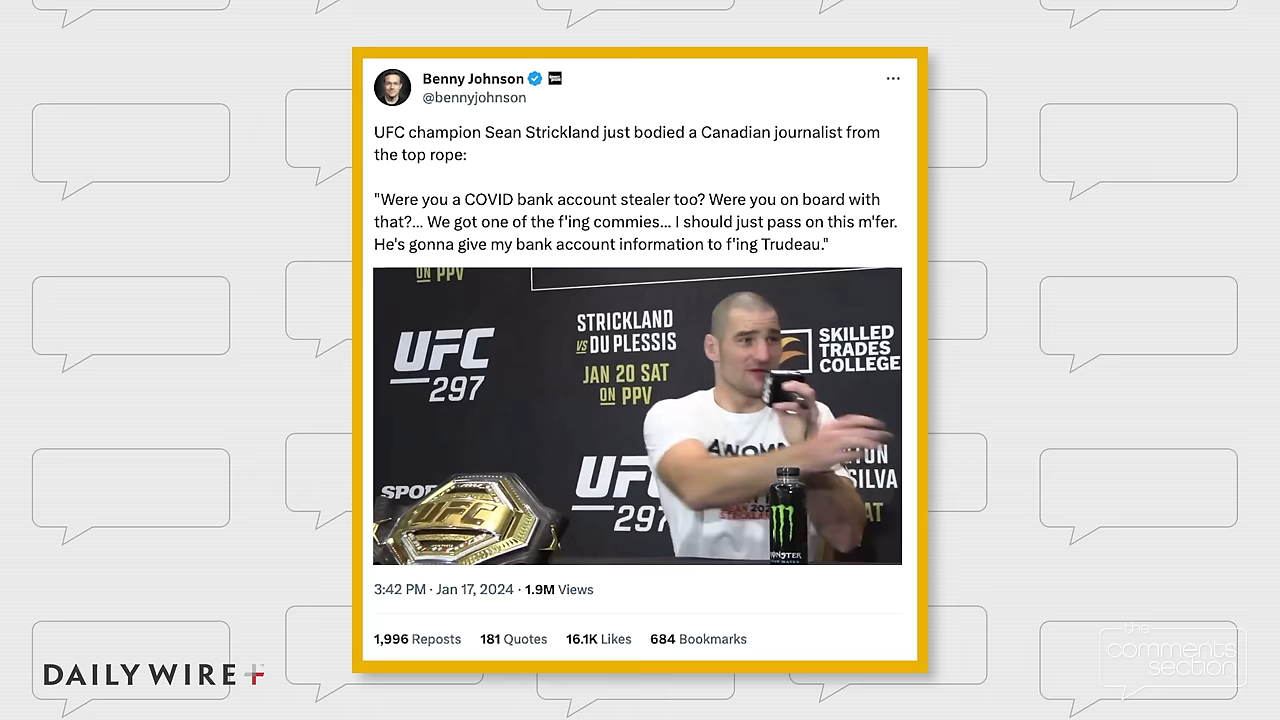 Benny Johnson
@bennyjohnson
UFC champion Sean Strickland just bodied a Canadian journalist from
the top rope:
"Were you a COVID bank account stealer too? Were you on board with
that?... We got one of the f'ing commies... I should just pass on this m'fer.
He's gonna give my bank account information to f'ing Trudeau."
ON PPV
UFC
297
STRICKLAND
VS DU PLESSIS
JAN 20 SAT
ON PPV
SKILLED
TRADES
COLLEGE
SILVA
UFC
297
UFC
MONSTER
3:42 PM · Jan 17, 2024 · 1.9M Views
1,996 Reposts 181 Quotes 16.1K Likes 684 Bookmarks
DAILYWIRE+
the
comments
section